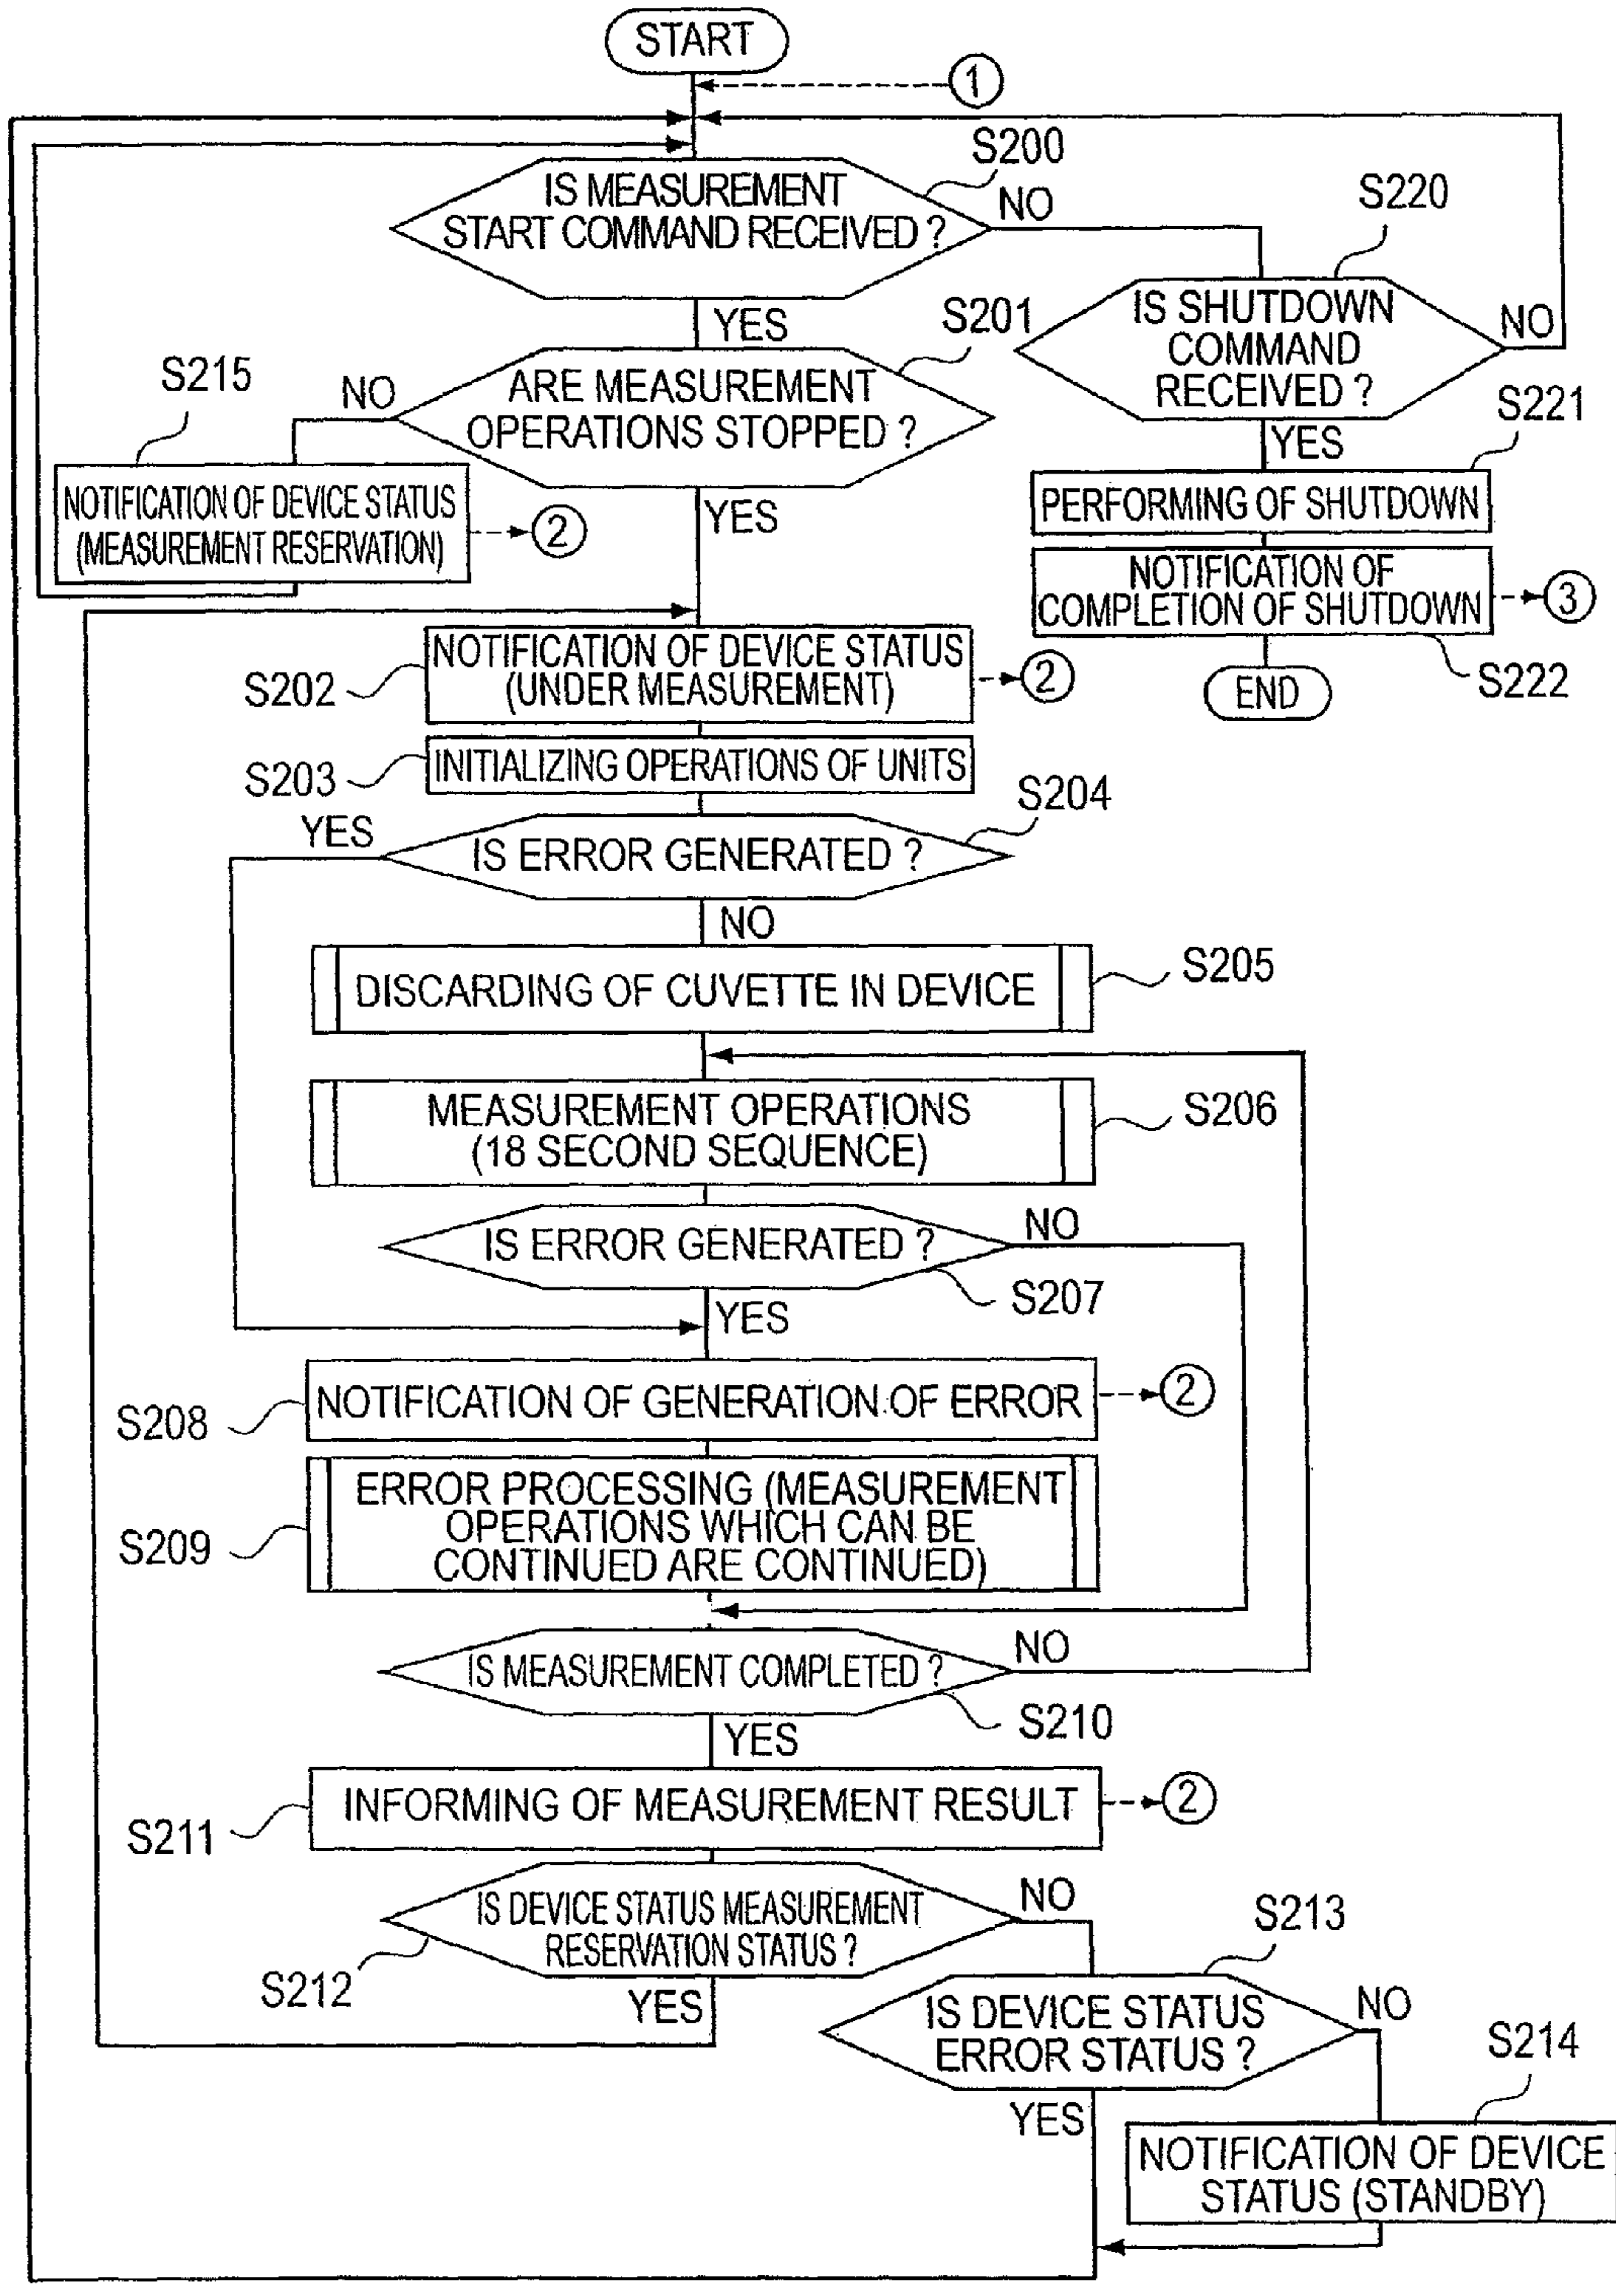 START
1
S200
IS MEASUREMENT
START COMMAND RECEIVED ?
NO
S220
IS SHUTDOWN
COMMAND
RECEIVED ?
NO
YES
S201
ARE MEASUREMENT
OPERATIONS STOPPED ?
NO
S215
YES
S221
NOTIFICATION OF DEVICE STATUS
(MEASUREMENT RESERVATION)
2
YES
PERFORMING OF SHUTDOWN
NOTIFICATION OF
COMPLETION OF SHUTDOWN
3
S222
END
NOTIFICATION OF DEVICE STATUS
(UNDER MEASUREMENT)
2
S202
INITIALIZING OPERATIONS OF UNITS
S203
S204
YES
IS ERROR GENERATED ?
NO
DISCARDING OF CUVETTE IN DEVICE
S205
MEASUREMENT OPERATIONS
(18 SECOND SEQUENCE)
S206
IS ERROR GENERATED ?
NO
S207
YES
NOTIFICATION OF GENERATION OF ERROR
2
S208
ERROR PROCESSING (MEASUREMENT
OPERATIONS WHICH CAN BE
CONTINUED ARE CONTINUED)
S209
IS MEASUREMENT COMPLETED ?
NO
S210
YES
INFORMING OF MEASUREMENT RESULT
2
S211
IS DEVICE STATUS MEASUREMENT
RESERVATION STATUS ?
NO
S212
YES
S213
IS DEVICE STATUS
ERROR STATUS ?
NO
S214
YES
NOTIFICATION OF DEVICE
STATUS (STANDBY)